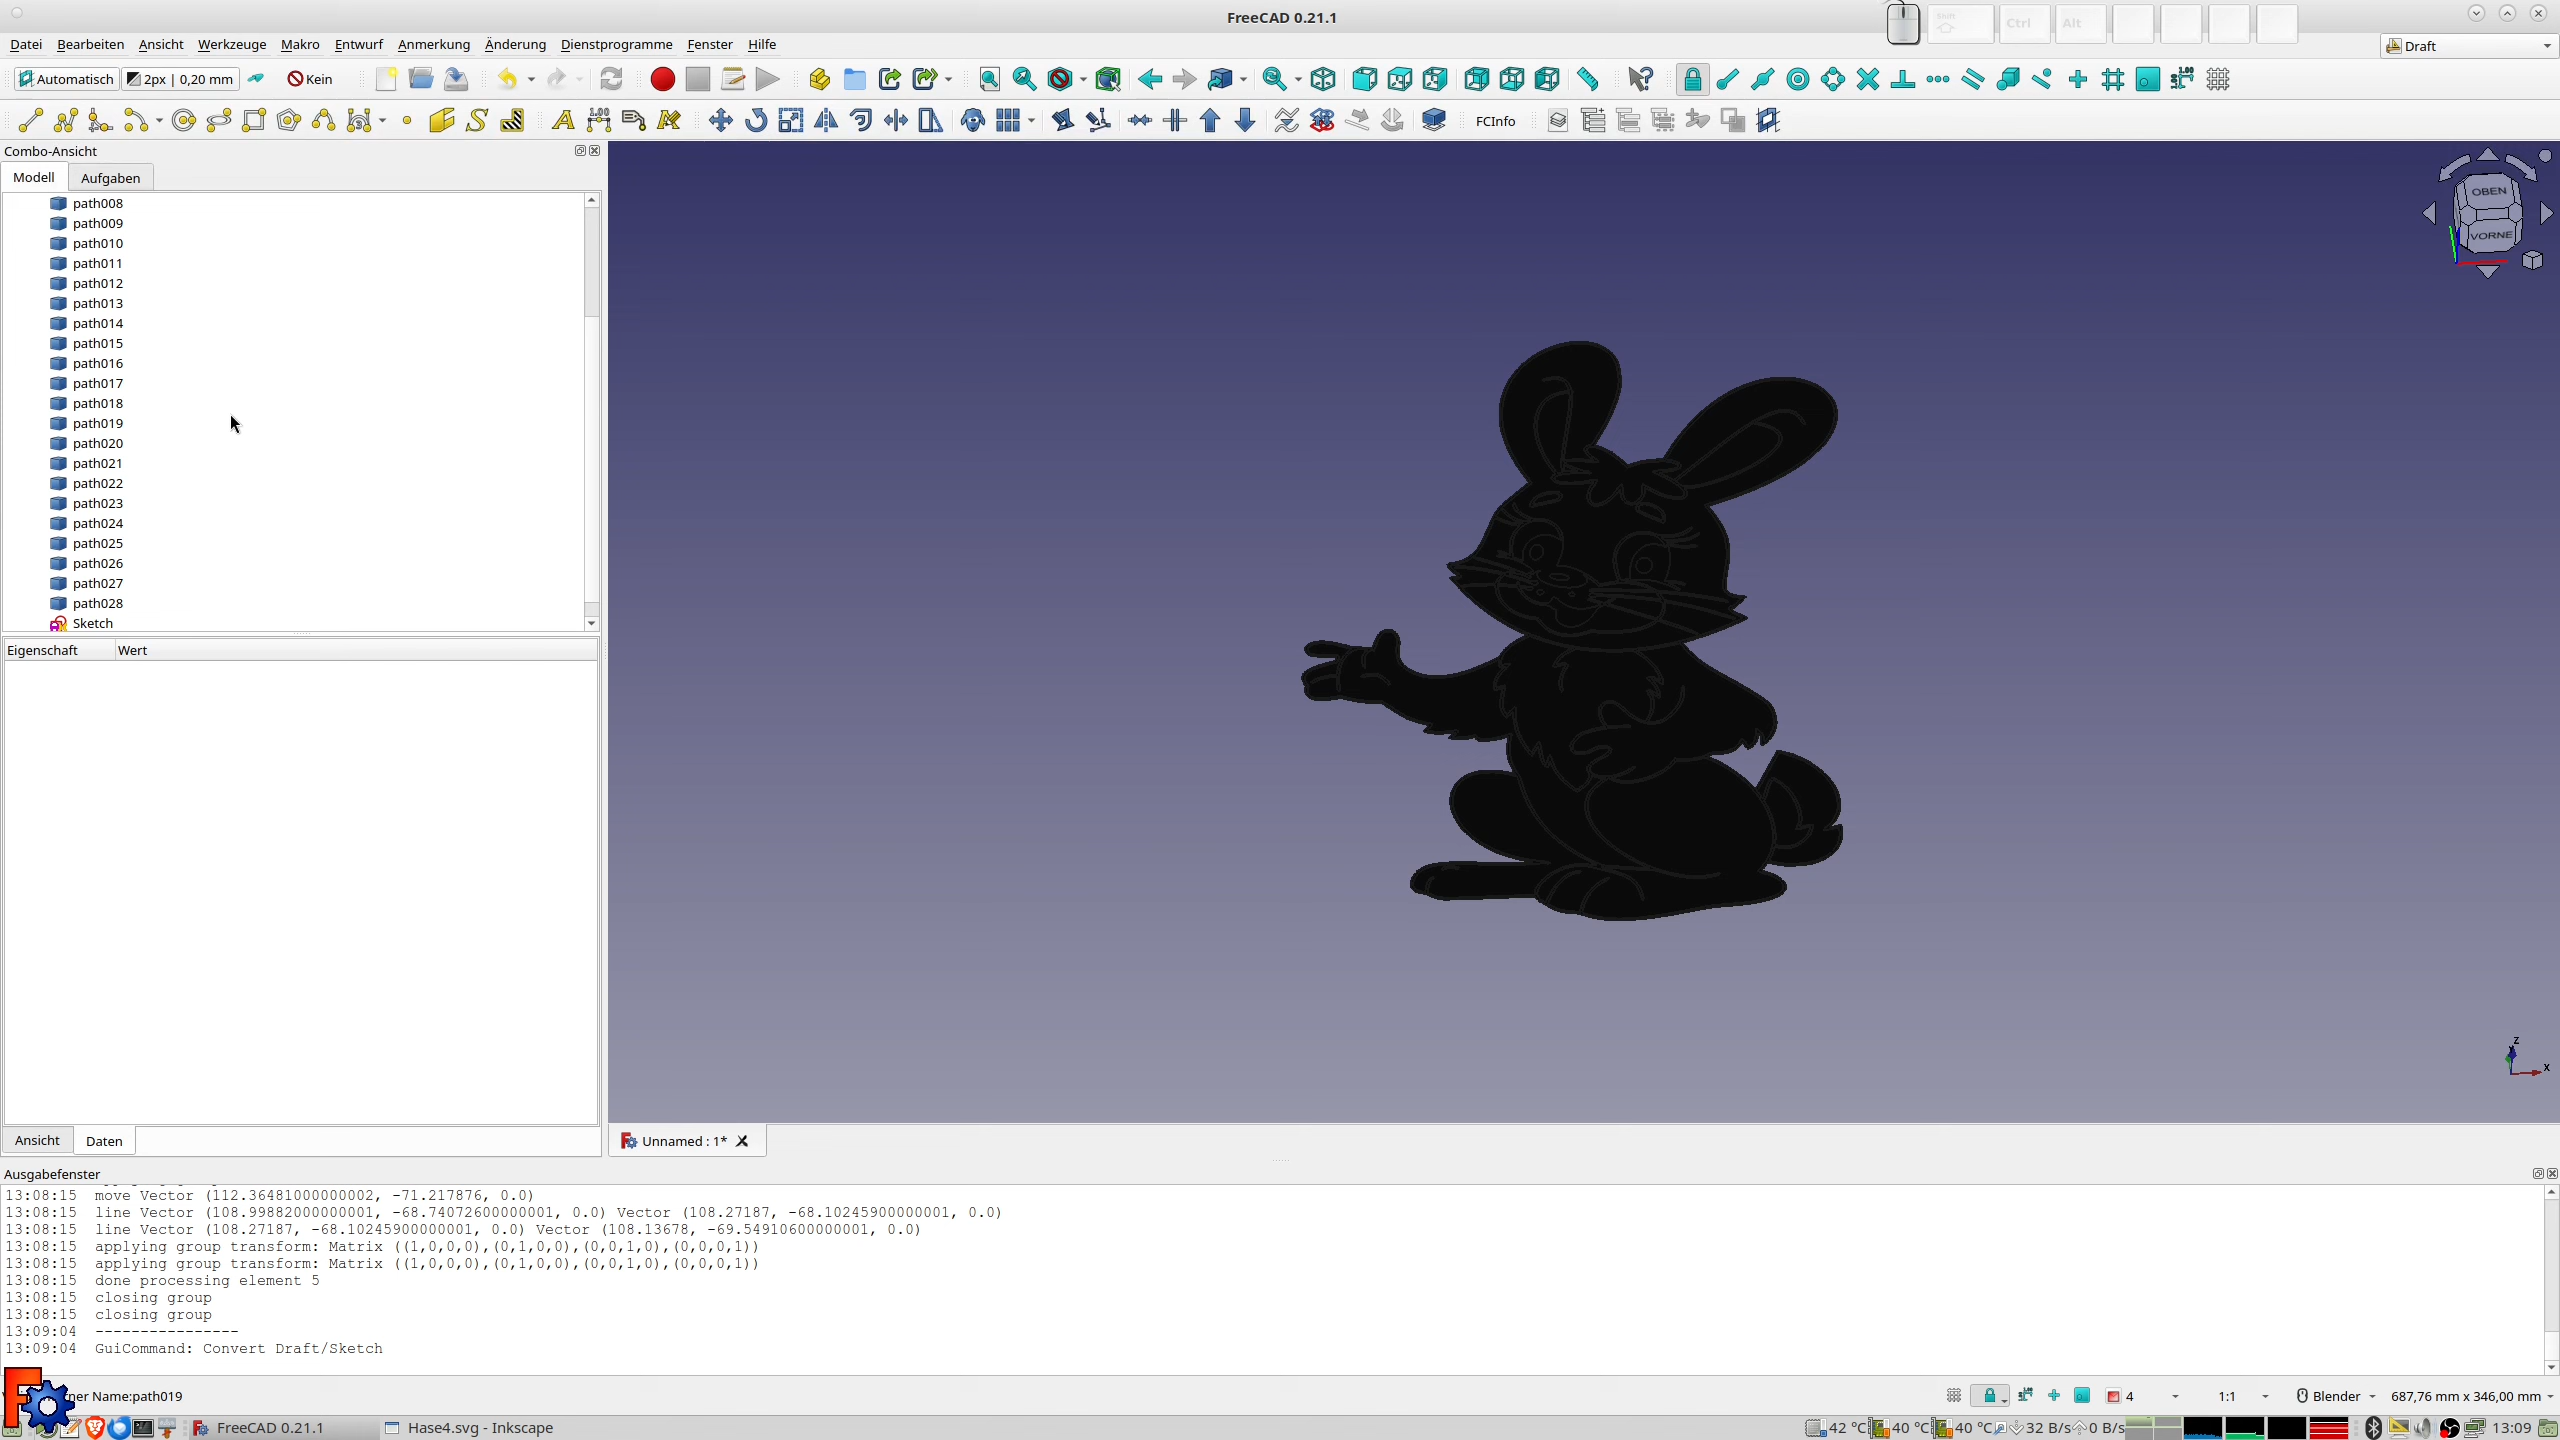 FreeCAD 0.21.1
Shift
Ctrl
Alt
Datei Bearbeiten Ansicht Werkzeuge Makro Entwurf Anmerkung Änderung Dienstprogramme Fenster Hilfe
Draft
Automatisch
2px | 0,20 mm
Kein
FCInfo
Combo-Ansicht
Modell
Aufgaben
path008
path009
path010
path011
path012
path013
path014
path015
path016
path017
path018
path019
path020
path021
path022
path023
path024
path025
path026
path027
path028
Sketch
Eigenschaft Wert
OBEN
VORNE
Z
X
Ansicht
Daten
Unnamed : 1*
Ausgabefenster
13:08:15 move Vector (112.36481000000002, -71.217876, 0.0)
13:08:15 line Vector (108.99882000000001, -68.74072600000001, 0.0) Vector (108.27187, -68.10245900000001, 0.0)
13:08:15 line Vector (108.27187, -68.10245900000001, 0.0) Vector (108.13678, -69.54910600000001, 0.0)
13:08:15 applying group transform: Matrix ((1,0,0,0),(0,1,0,0),(0,0,1,0),(0,0,0,1))
13:08:15 applying group transform: Matrix ((1,0,0,0),(0,1,0,0),(0,0,1,0),(0,0,0,1))
13:08:15 done processing element 5
13:08:15 closing group
13:08:15 closing group
13:09:04 ----------------
13:09:04 GuiCommand: Convert Draft/Sketch
ner Name:path019
4
1:1
Blender
687,76 mm x 346,00 mm
FreeCAD 0.21.1
Hase4.svg - Inkscape
42 °C 40 °C 40 °C 32 B/s 0 B/s
13:09